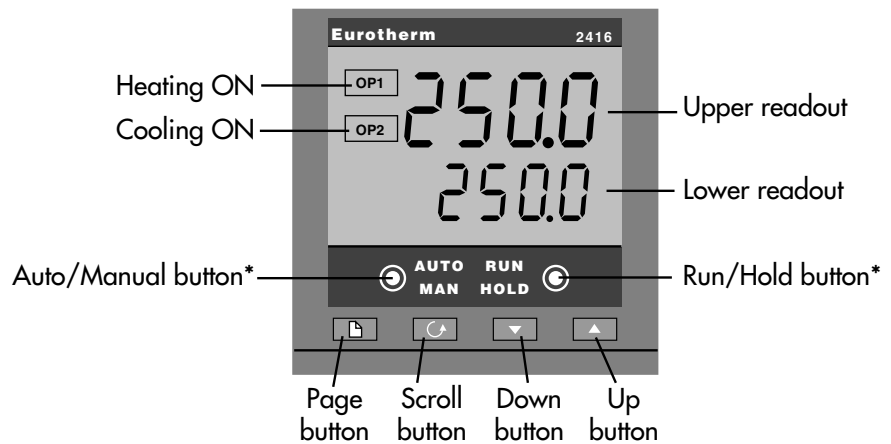 Eurotherm 2416
Heating ON
OP1
250.0
Upper readout
Cooling ON
OP2
250.0
Lower readout
Auto/Manual button*
AUTO RUN
MAN HOLD
Run/Hold button*
Page button
Scroll button
Down button
Up button